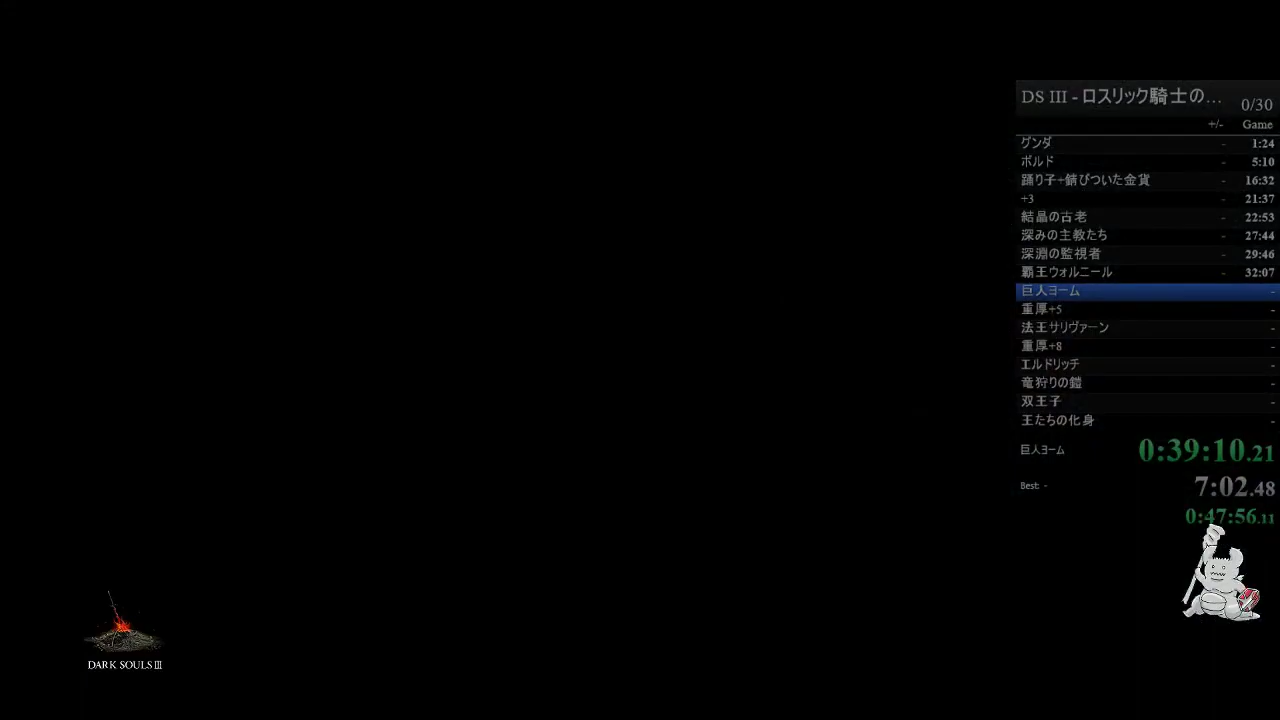 DS III - ロスリック騎士の...
0/30
+/- Game
グンダ - 1:24
ボルド - 5:10
踊り子+錆びついた金貨 - 16:32
+3 - 21:37
結晶の古老 - 22:53
深みの主教たち - 27:44
深淵の監視者 - 29:46
覇王ウォルニール - 32:07
巨人ヨーム -
重厚+5 -
法王サリヴァーン -
重厚+8 -
エルドリッチ -
竜狩りの鎧 -
双王子 -
王たちの化身 -
巨人ヨーム 0:39:10.21
Best: - 7:02.48
0:47:56.11
DARK SOULS III